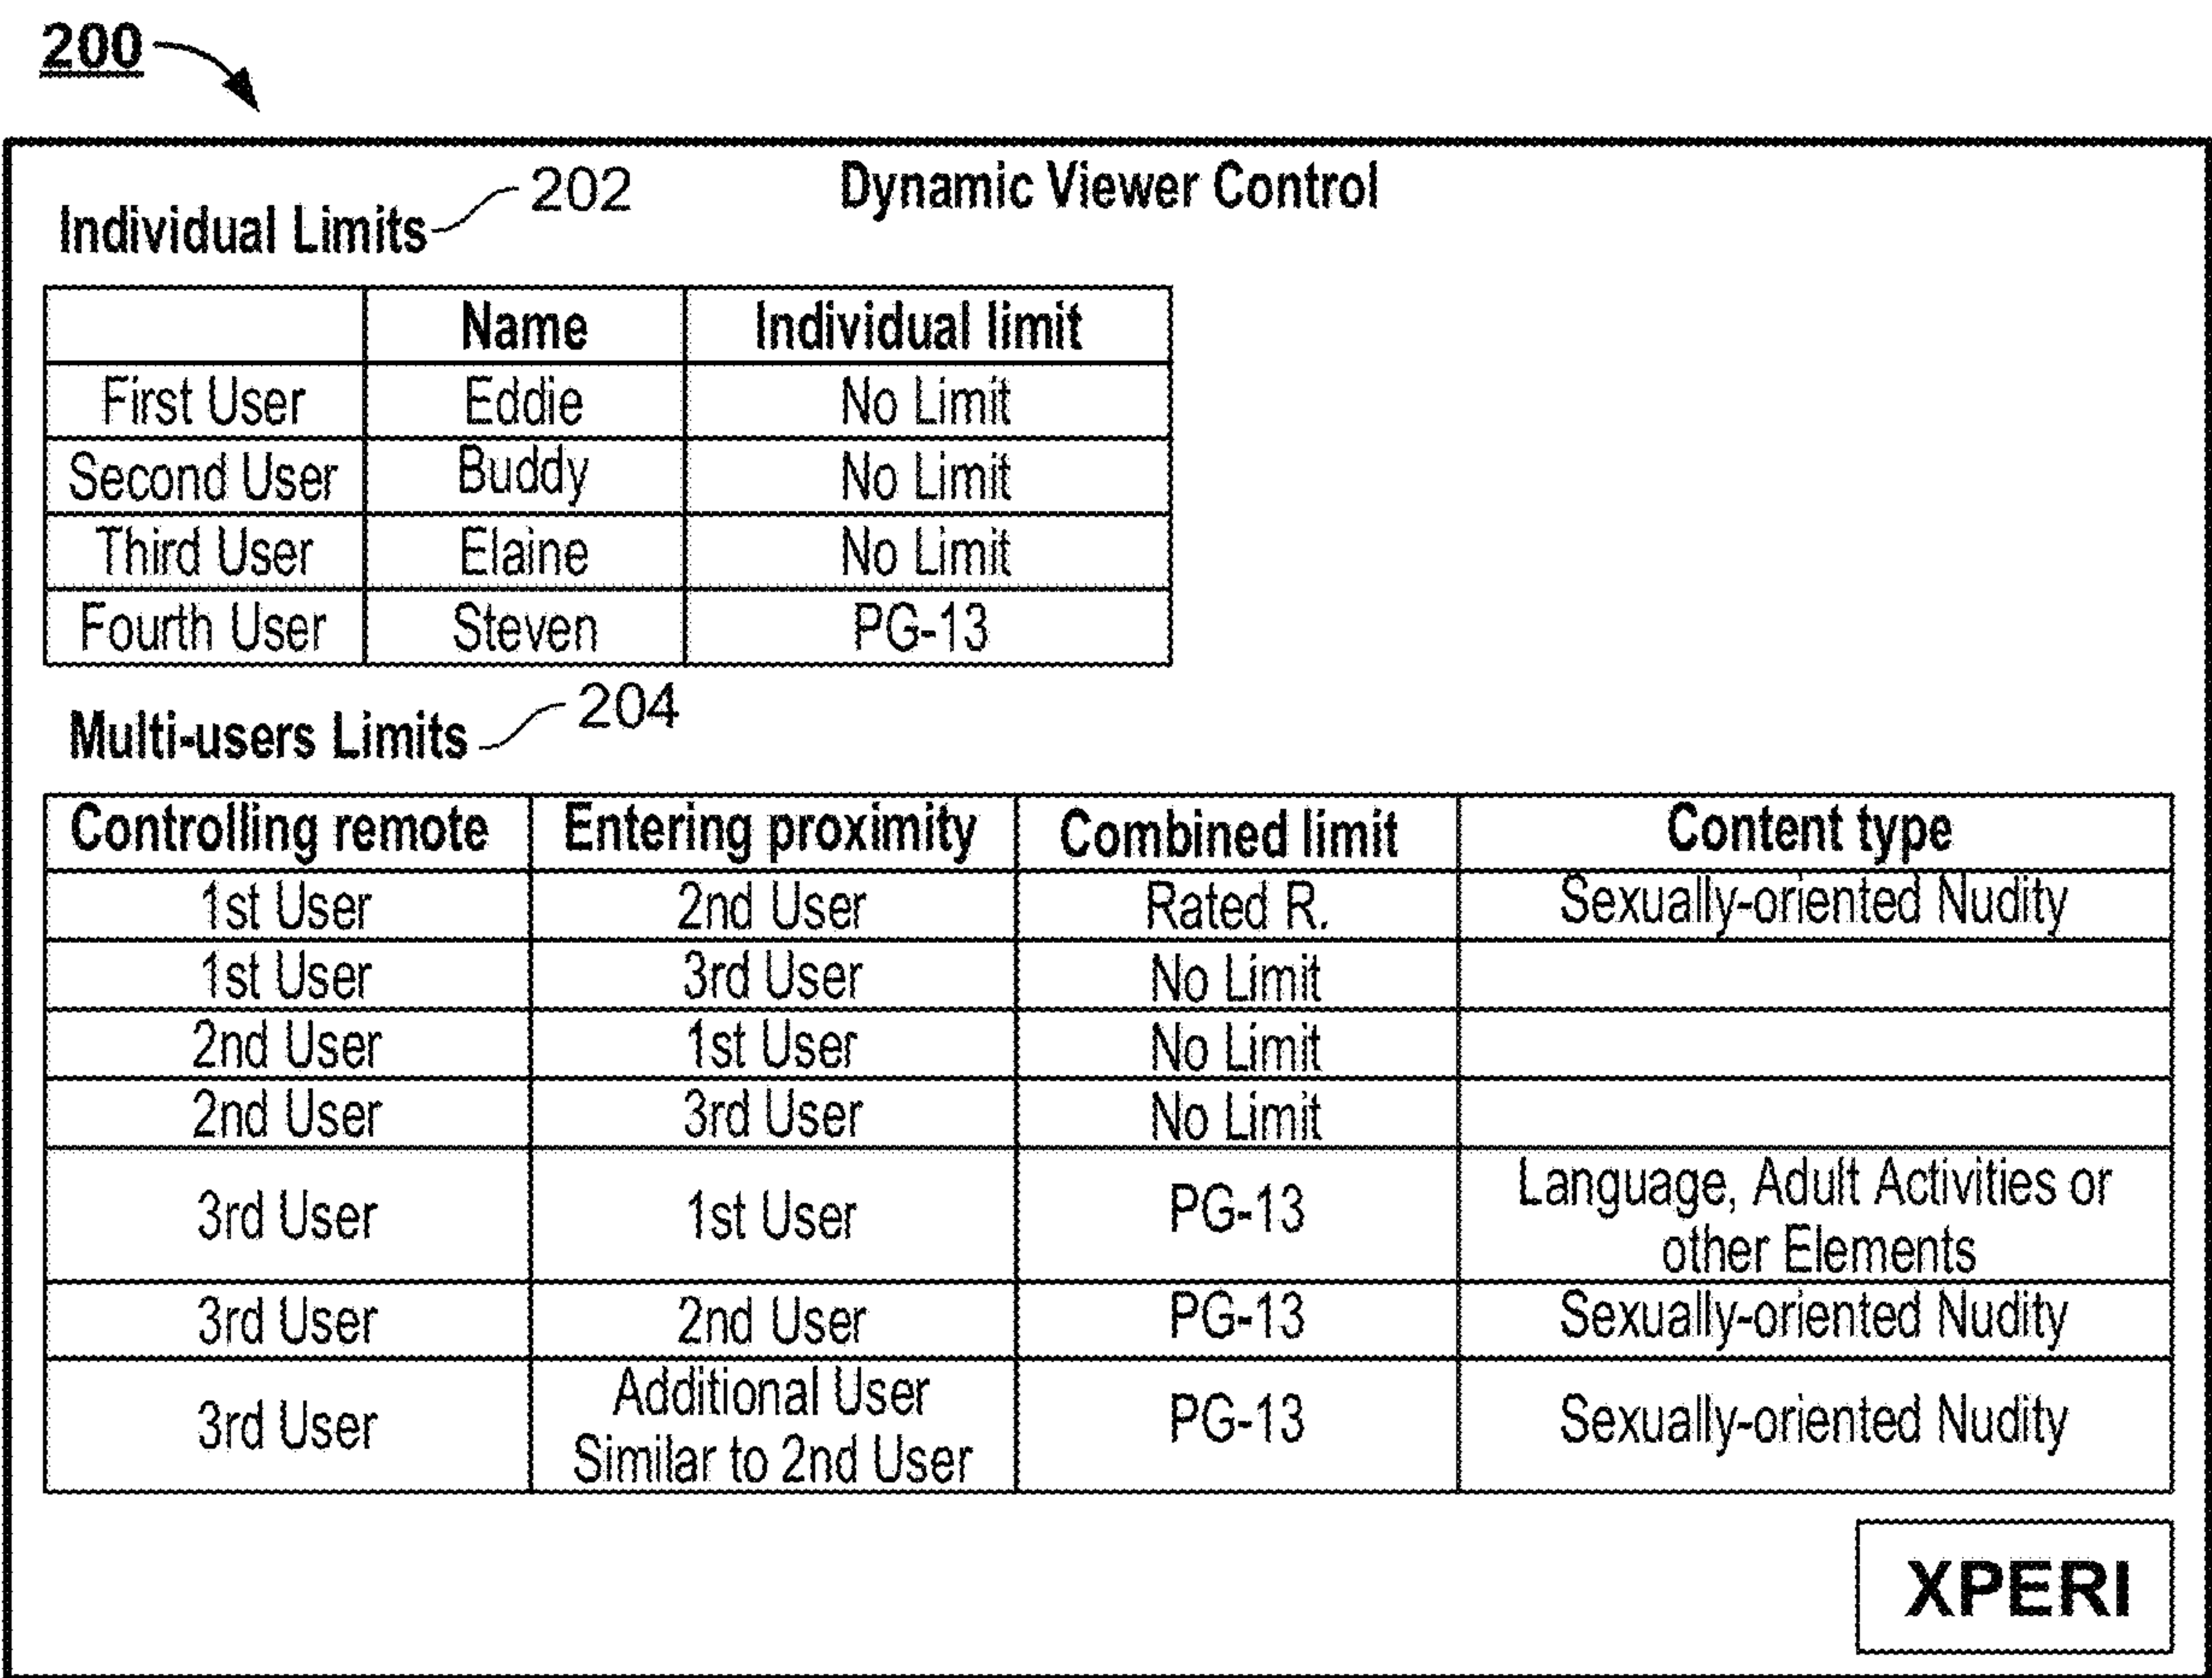 200
Dynamic Viewer Control
Individual Limits 202
Name Individual limit
First User Eddie No Limit
Second User Buddy No Limit
Third User Elaine No Limit
Fourth User Steven PG-13
Multi-users Limits 204
Controlling remote Entering proximity Combined limit Content type
1st User 2nd User Rated R. Sexually-oriented Nudity
1st User 3rd User No Limit
2nd User 1st User No Limit
2nd User 3rd User No Limit
3rd User 1st User PG-13 Language, Adult Activities or
other Elements
3rd User 2nd User PG-13 Sexually-oriented Nudity
3rd User Additional User
Similar to 2nd User PG-13 Sexually-oriented Nudity
XPERI